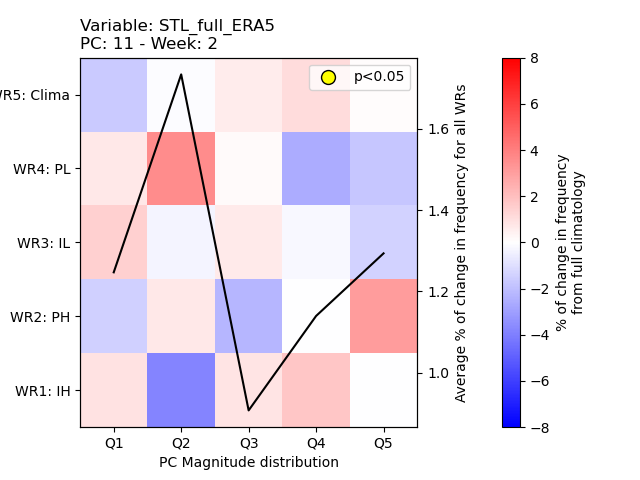 Variable: STL_full_ERA5
PC: 11 - Week: 2
p<0.05
WR5: Clima
WR4: PL
WR3: IL
WR2: PH
WR1: IH
Q1 Q2 Q3 Q4 Q5
PC Magnitude distribution
1.6
1.4
1.2
1.0
Average % of change in frequency for all WRs
8
6
4
2
0
−2
−4
−6
−8
% of change in frequency
from full climatology